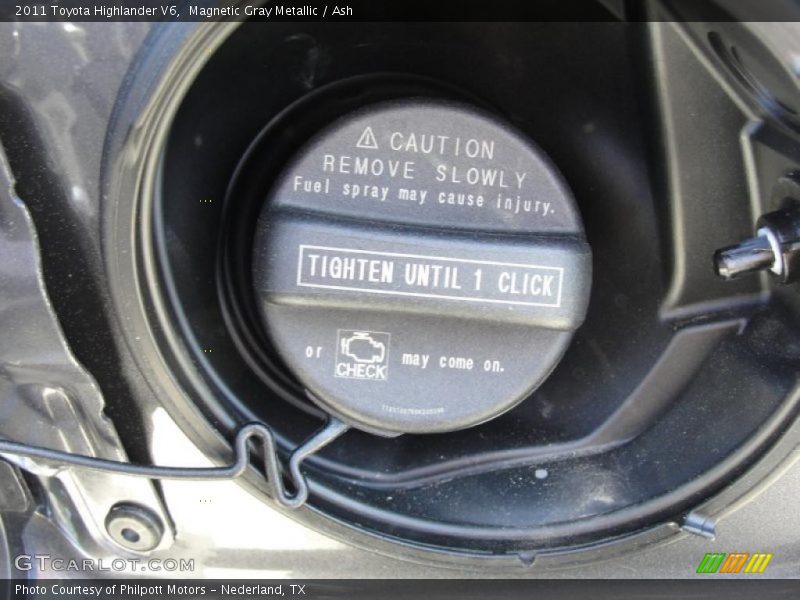 2011 Toyota Highlander V6, Magnetic Gray Metallic / Ash
CAUTION
REMOVE SLOWLY
Fuel spray may cause injury.
TIGHTEN UNTIL 1 CLICK
or CHECK may come on.
GTCARLOT.COM
Photo Courtesy of Philpott Motors - Nederland, TX